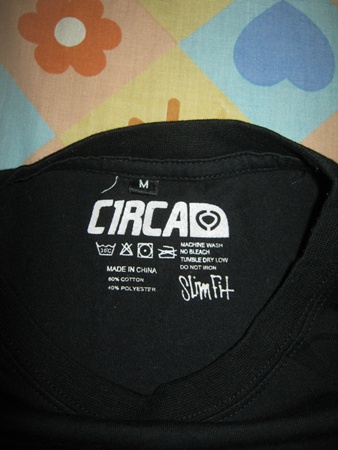 M
C1RCA
30°C
MACHINE WASH
NO BLEACH
TUMBLE DRY LOW
DO NOT IRON
MADE IN CHINA
60% COTTON
40% POLYESTER
Slim Fit